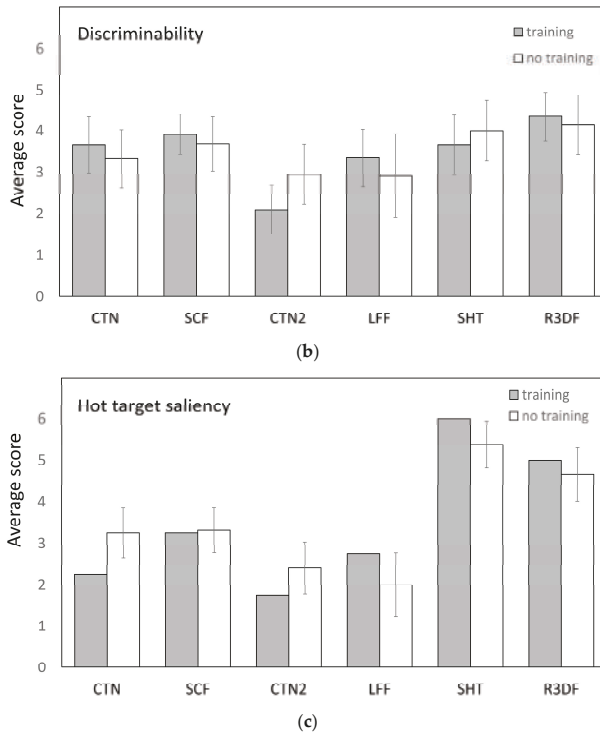 Discriminability
training
no training
Average score
6
5
4
3
2
1
0
CTN SCF CTN2 LFF SHT R3DF
(b)
Hot target saliency
training
no training
Average score
6
5
4
3
2
1
0
CTN SCF CTN2 LFF SHT R3DF
(c)